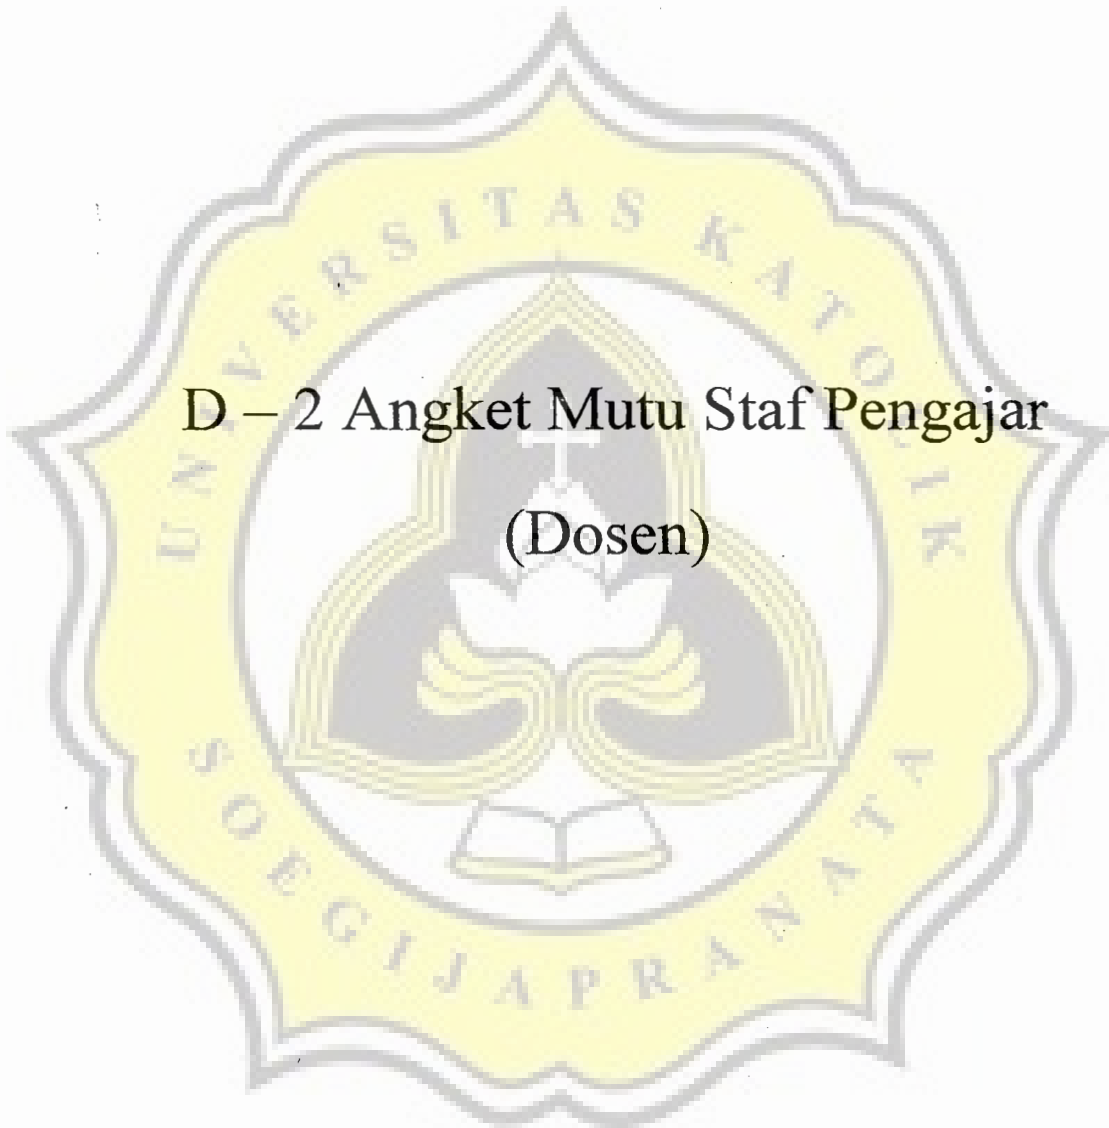 UNIVERSITAS KATOLIK
D – 2 Angket Mutu Staf Pengajar
(Dosen)
SOEGIJAPRANATA